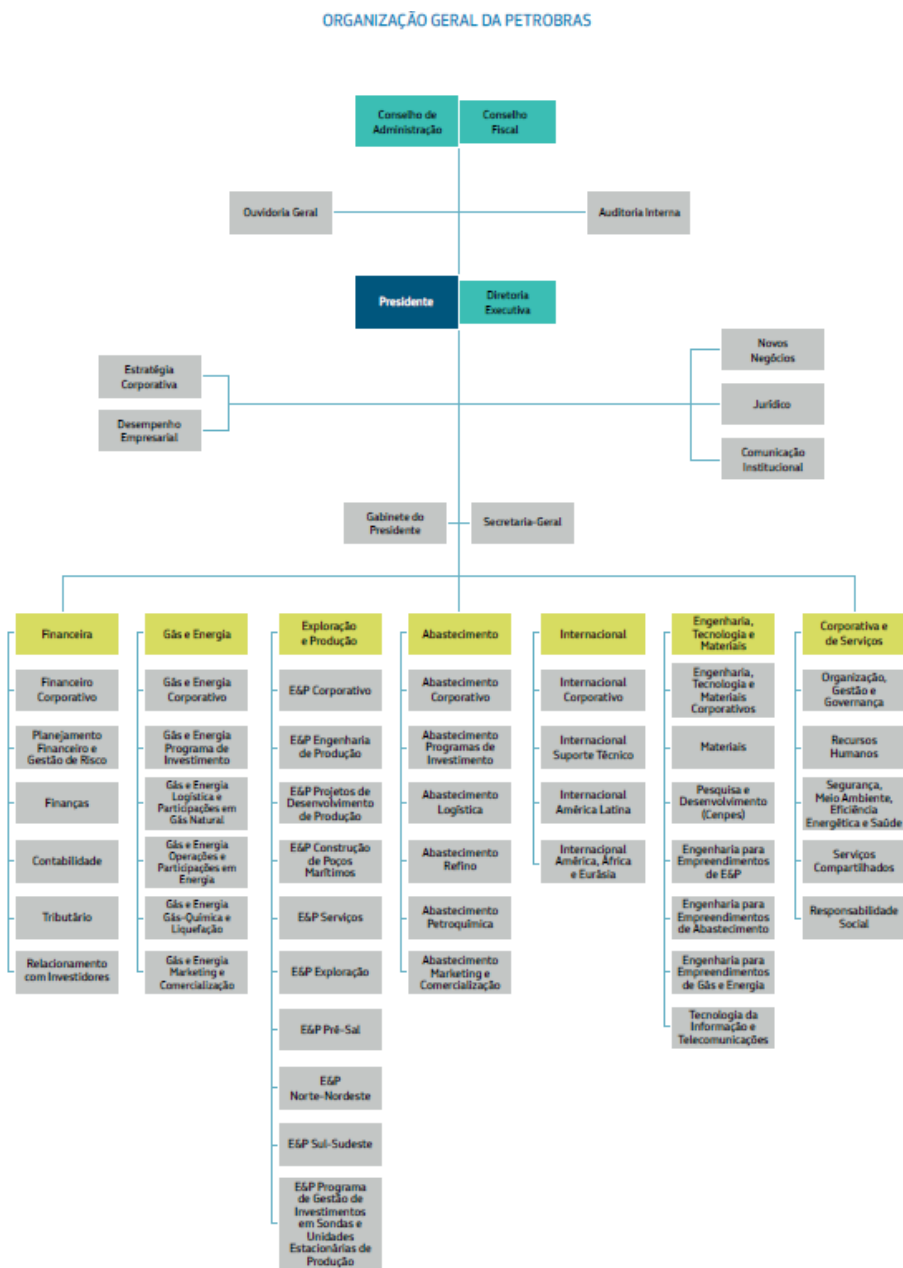 ORGANIZAÇÃO GERAL DA PETROBRAS
Conselho de
Administração
Conselho
Fiscal
Ouvidoria Geral
Auditoria Interna
Presidente
Diretoria
Executiva
Estratégia
Corporativa
Desempenho
Empresarial
Novos
Negócios
Jurídico
Comunicação
Institucional
Gabinete do
Presidente
Secretaria-Geral
Financeira
Financeiro
Corporativo
Planejamento
Financeiro e
Gestão de Risco
Finanças
Contabilidade
Tributário
Relacionamento
com Investidores
Gás e Energia
Gás e Energia
Corporativo
Gás e Energia
Programa de
Investimento
Gás e Energia
Logística e
Participações em
Gás Natural
Gás e Energia
Operações e
Participações em
Energia
Gás e Energia
Gás-Química e
Liquefação
Gás e Energia
Marketing e
Comercialização
Exploração
e Produção
E&P Corporativo
E&P Engenharia
de Produção
E&P Projetos de
Desenvolvimento
de Produção
E&P Construção
de Poços
Marítimos
E&P Serviços
E&P Exploração
E&P Pré-Sal
E&P
Norte-Nordeste
E&P Sul-Sudeste
E&P Programa
de Gestão de
Investimentos
em Sondas e
Unidades
Estacionárias de
Produção
Abastecimento
Abastecimento
Corporativo
Abastecimento
Programas de
Investimento
Abastecimento
Logística
Abastecimento
Refino
Abastecimento
Petroquímica
Abastecimento
Marketing e
Comercialização
Internacional
Internacional
Corporativo
Internacional
Suporte Técnico
Internacional
América Latina
Internacional
América, África
e Eurásia
Engenharia,
Tecnologia e
Materiais
Engenharia,
Tecnologia e
Materiais
Corporativos
Materiais
Pesquisa e
Desenvolvimento
(Cenpes)
Engenharia para
Empreendimentos
de E&P
Engenharia para
Empreendimentos
de Abastecimento
Engenharia para
Empreendimentos
de Gás e Energia
Tecnologia da
Informação e
Telecomunicações
Corporativa e
de Serviços
Organização,
Gestão e
Governança
Recursos
Humanos
Segurança,
Meio Ambiente,
Eficiência
Energética e Saúde
Serviços
Compartilhados
Responsabilidade
Social